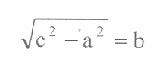 √(c² − a²) = b